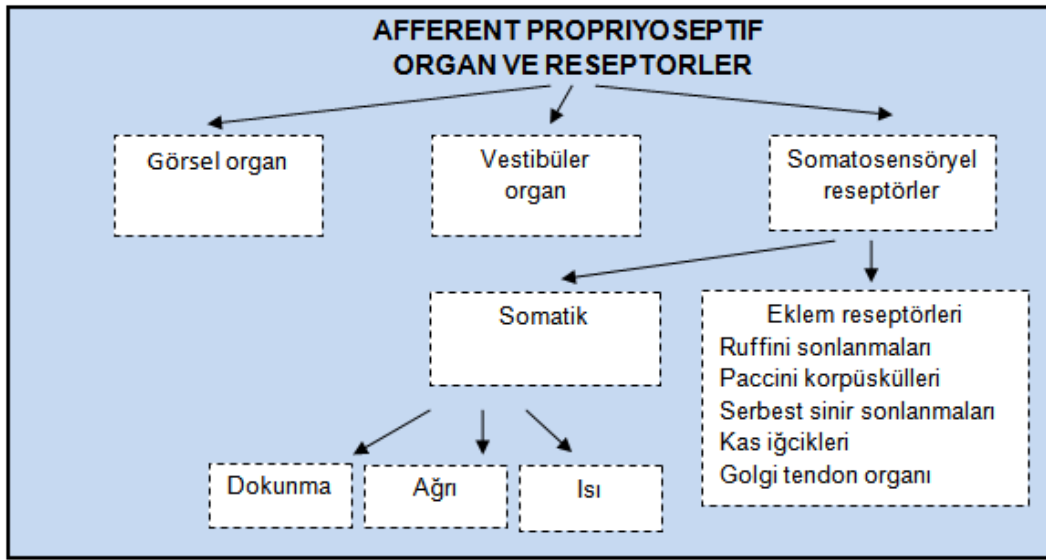 AFFERENT PROPRIYOSEPTIF
ORGAN VE RESEPTORLER
Görsel organ
Vestibüler
organ
Somatosensöryel
reseptörler
Somatik
Eklem reseptörleri
Ruffini sonlanmaları
Paccini korpüskülleri
Serbest sinir sonlanmaları
Kas iğcikleri
Golgi tendon organı
Dokunma
Ağrı
Isı